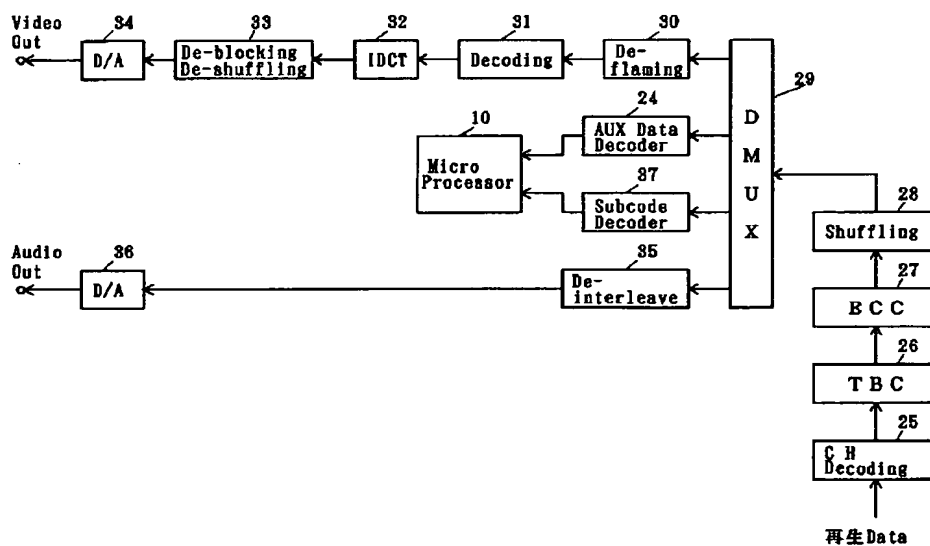 Video
Out
34
D/A
33
De-blocking
De-shuffling
32
IDCT
31
Decoding
30
De-
flaming
29
D
M
U
X
24
AUX Data
Decoder
10
Micro
Processor
37
Subcode
Decoder
28
Shuffling
Audio
Out
36
D/A
35
De-
interleave
27
ECC
26
TBC
25
CH
Decoding
再生Data